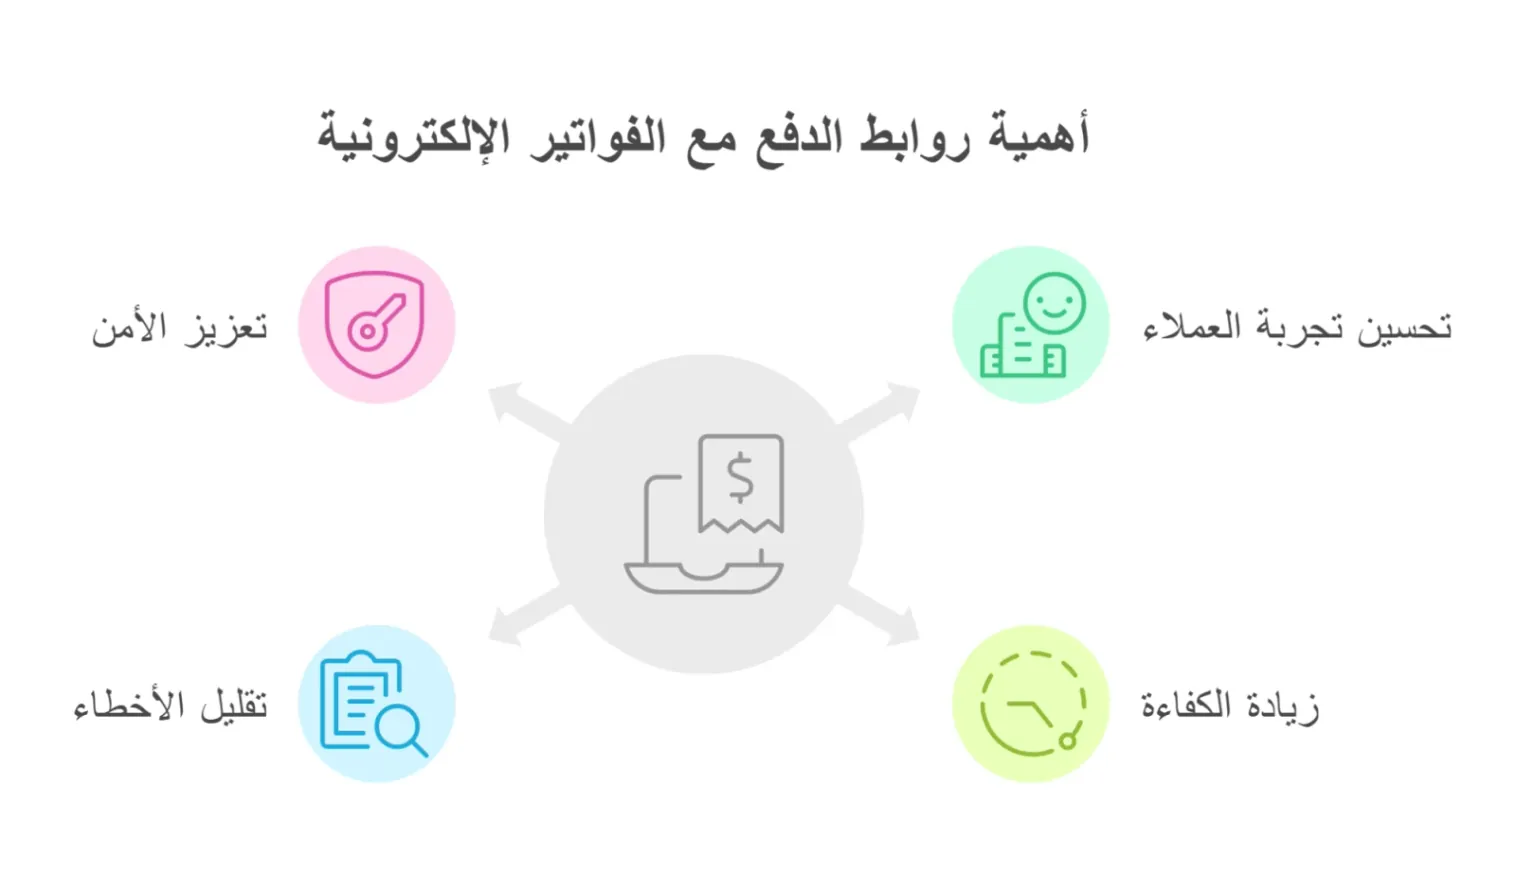 أهمية روابط الدفع مع الفواتير الإلكترونية
تحسين تجربة العملاء
تعزيز الأمن
زيادة الكفاءة
تقليل الأخطاء
$